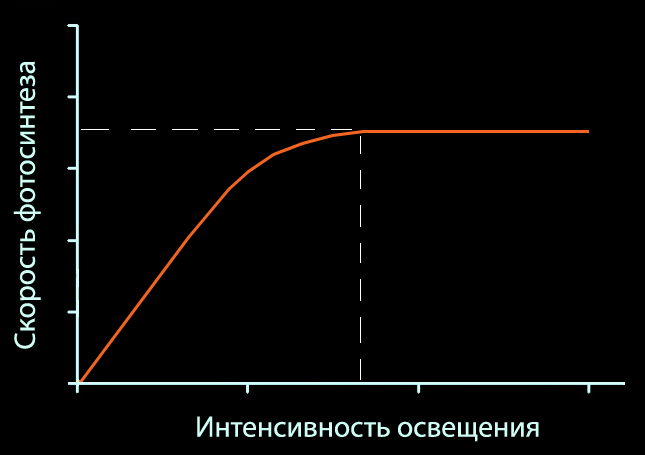 Скорость фотосинтеза
Интенсивность освещения